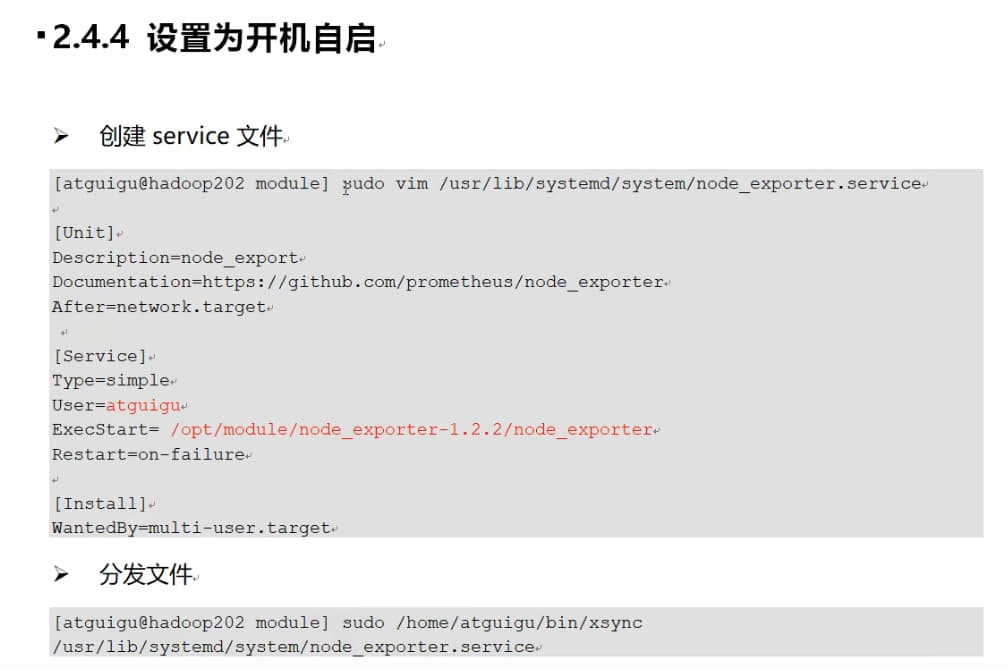 2.4.4 设置为开机自启
创建 service 文件
[atguigu@hadoop202 module] sudo vim /usr/lib/systemd/system/node_exporter.service
[Unit]
Description=node_export
Documentation=https://github.com/prometheus/node_exporter
After=network.target
[Service]
Type=simple
User=atguigu
ExecStart= /opt/module/node_exporter-1.2.2/node_exporter
Restart=on-failure
[Install]
WantedBy=multi-user.target
分发文件
[atguigu@hadoop202 module] sudo /home/atguigu/bin/xsync
/usr/lib/systemd/system/node_exporter.service